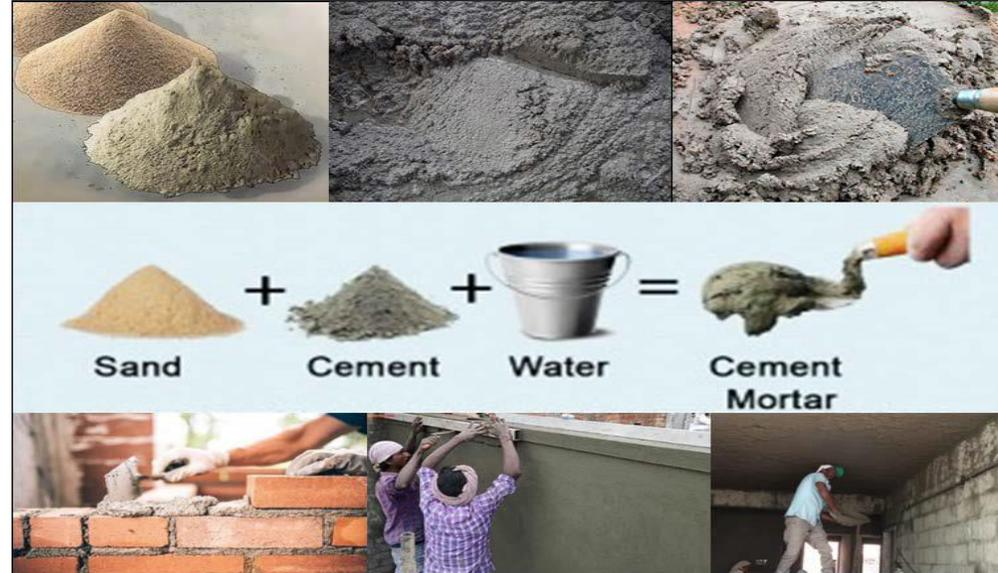 + + =
Sand Cement Water Cement
Mortar